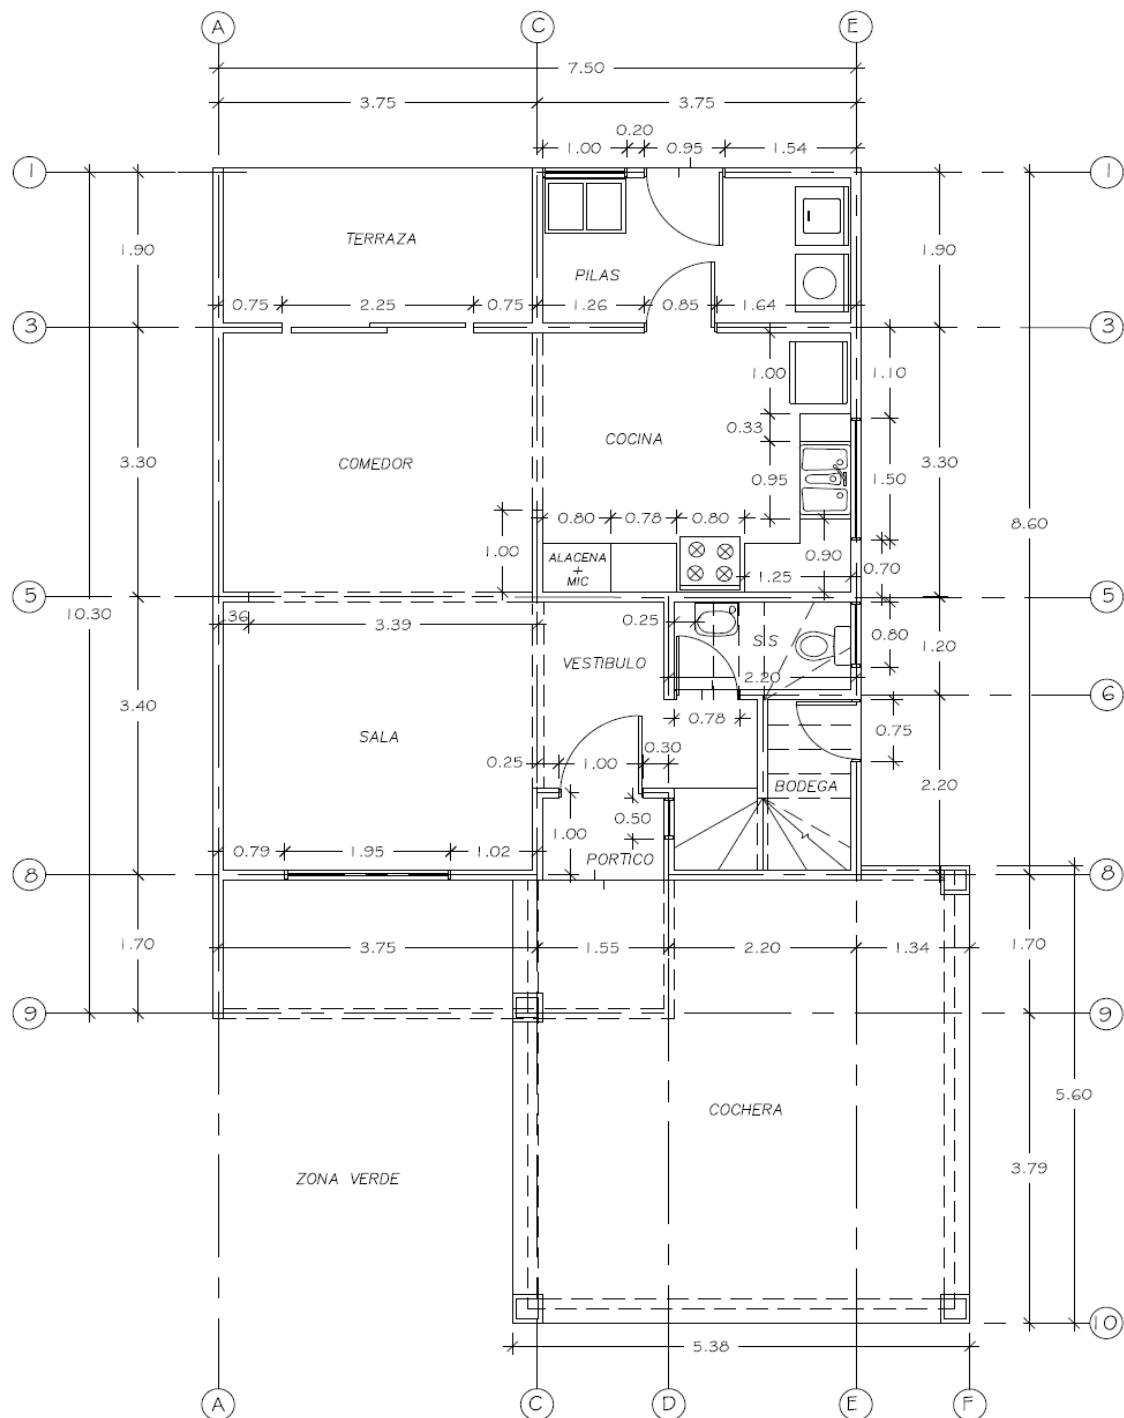 A C E
7.50
3.75 3.75
0.20
1.00 0.95 1.54
1 1
1.90 TERRAZA PILAS 1.90
0.75 2.25 0.75 1.26 0.85 1.64
3 3
1.00 1.10
3.30 COMEDOR COCINA 0.33 3.30
0.95 1.50
8.60
0.80 0.78 0.80
1.00 ALACENA
+
MIC
1.25 0.90 0.70
5 5
10.30
.36 3.39 0.25 S.S 0.80 1.20
VESTIBULO 2.20
6
3.40 SALA 0.78 0.75
0.25 1.00 0.30
BODEGA 2.20
1.00 0.50
0.79 1.95 1.02 PORTICO
8 8
1.70 3.75 1.55 2.20 1.34 1.70
9 9
COCHERA 5.60
ZONA VERDE 3.79
10
5.38
A C D E F